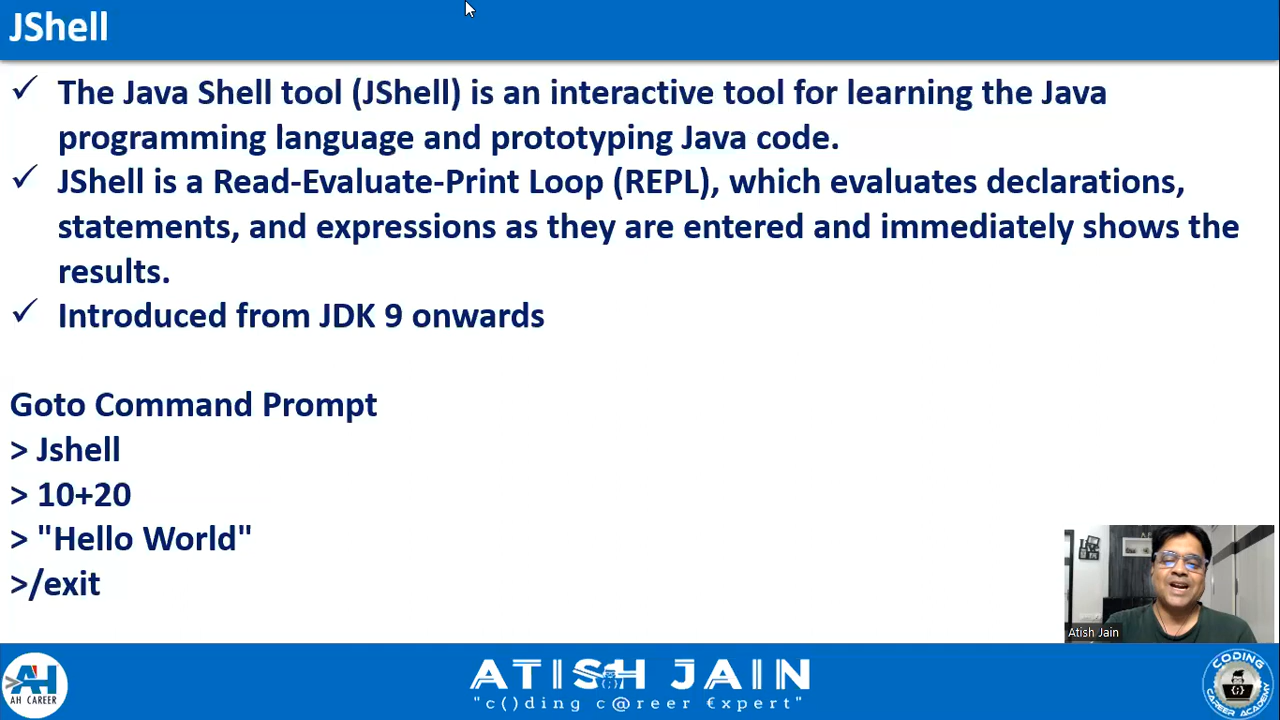 JShell
✓ The Java Shell tool (JShell) is an interactive tool for learning the Java
programming language and prototyping Java code.
✓ JShell is a Read-Evaluate-Print Loop (REPL), which evaluates declarations,
statements, and expressions as they are entered and immediately shows the
results.
✓ Introduced from JDK 9 onwards
Goto Command Prompt
> Jshell
> 10+20
> "Hello World"
>/exit
Atish Jain
AH CAREER
ATISH JAIN
"c()ding c@reer €xpert"
CODING
CAREER ACADEMY